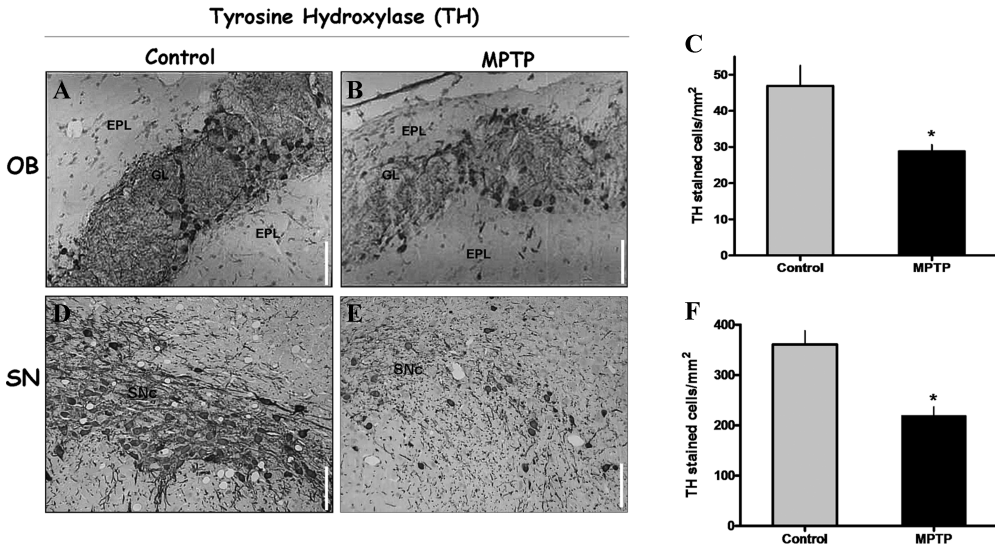 Tyrosine Hydroxylase (TH)
Control
MPTP
OB
SN
A
EPL
GL
EPL
B
EPL
GL
EPL
C
TH stained cells/mm²
50
40
30
20
10
0
*
Control
MPTP
D
SNc
E
SNc
F
TH stained cells/mm²
400
300
200
100
0
*
Control
MPTP